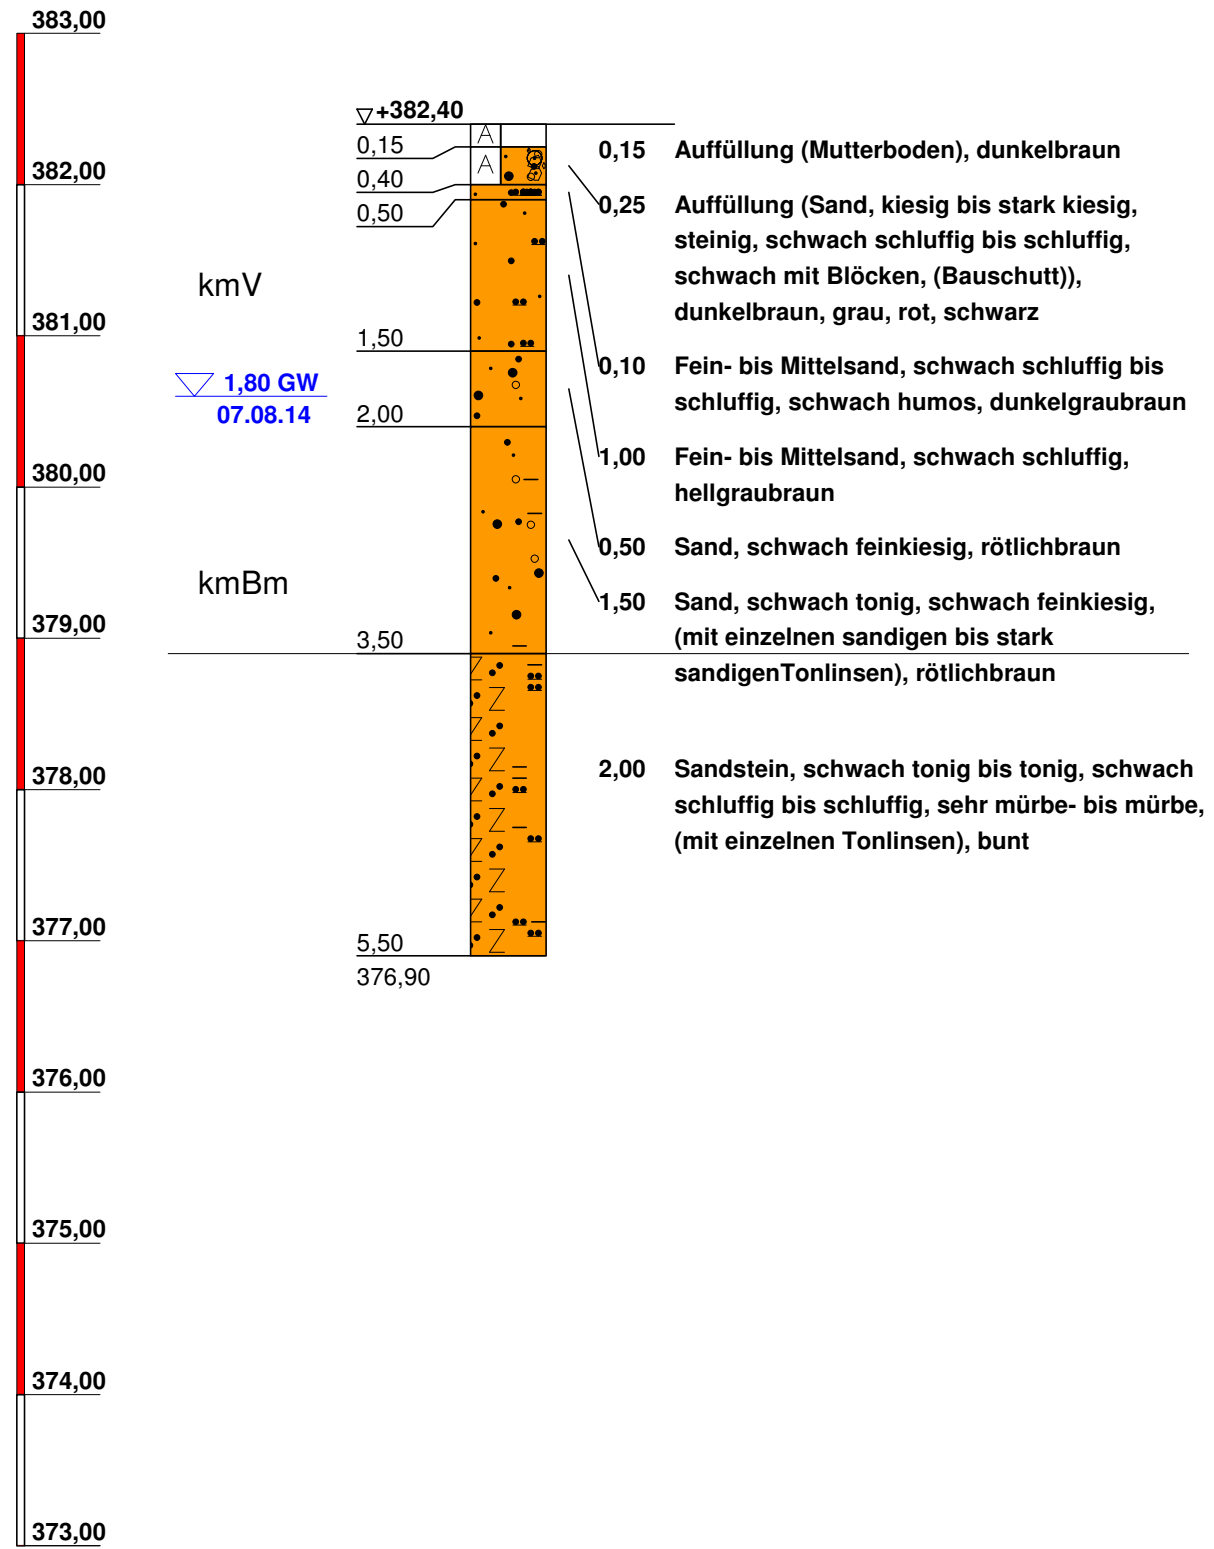 383,00
+382,40
0,15
0,15 Auffüllung (Mutterboden), dunkelbraun
382,00
0,40
0,50
0,25 Auffüllung (Sand, kiesig bis stark kiesig,
steinig, schwach schluffig bis schluffig,
schwach mit Blöcken, (Bauschutt)),
dunkelbraun, grau, rot, schwarz
A
A
kmV
381,00
1,50
0,10 Fein- bis Mittelsand, schwach schluffig bis
schluffig, schwach humos, dunkelgraubraun
1,80 GW
07.08.14
2,00
1,00 Fein- bis Mittelsand, schwach schluffig,
hellgraubraun
380,00
0,50 Sand, schwach feinkiesig, rötlichbraun
kmBm
1,50 Sand, schwach tonig, schwach feinkiesig,
(mit einzelnen sandigen bis stark
sandigenTonlinsen), rötlichbraun
379,00
3,50
Z
Z
Z
Z
Z
Z
Z
Z
Z
Z
378,00
2,00 Sandstein, schwach tonig bis tonig, schwach
schluffig bis schluffig, sehr mürbe- bis mürbe,
(mit einzelnen Tonlinsen), bunt
377,00
5,50
376,90
376,00
375,00
374,00
373,00